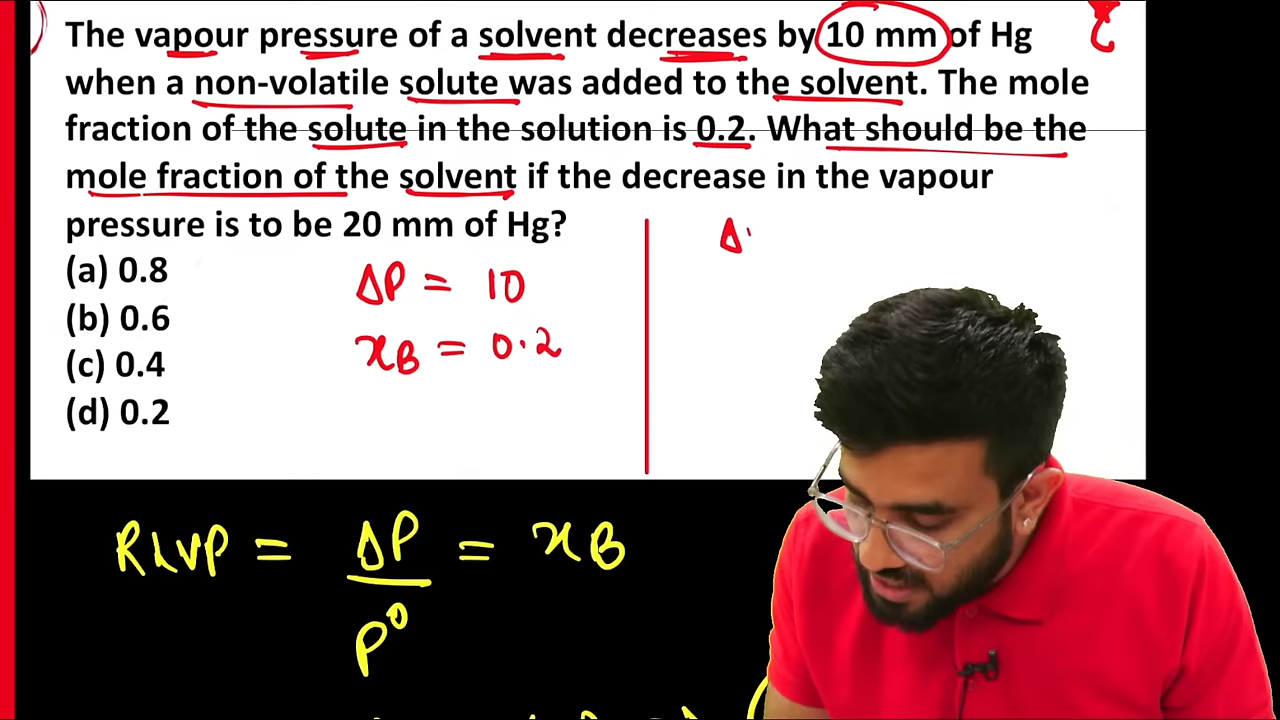 The vapour pressure of a solvent decreases by 10 mm of Hg
when a non-volatile solute was added to the solvent. The mole
fraction of the solute in the solution is 0.2. What should be the
mole fraction of the solvent if the decrease in the vapour
pressure is to be 20 mm of Hg?
(a) 0.8
(b) 0.6
(c) 0.4
(d) 0.2
ΔP = 10
xB = 0.2
Δ
RLVP = ΔP / P⁰ = xB